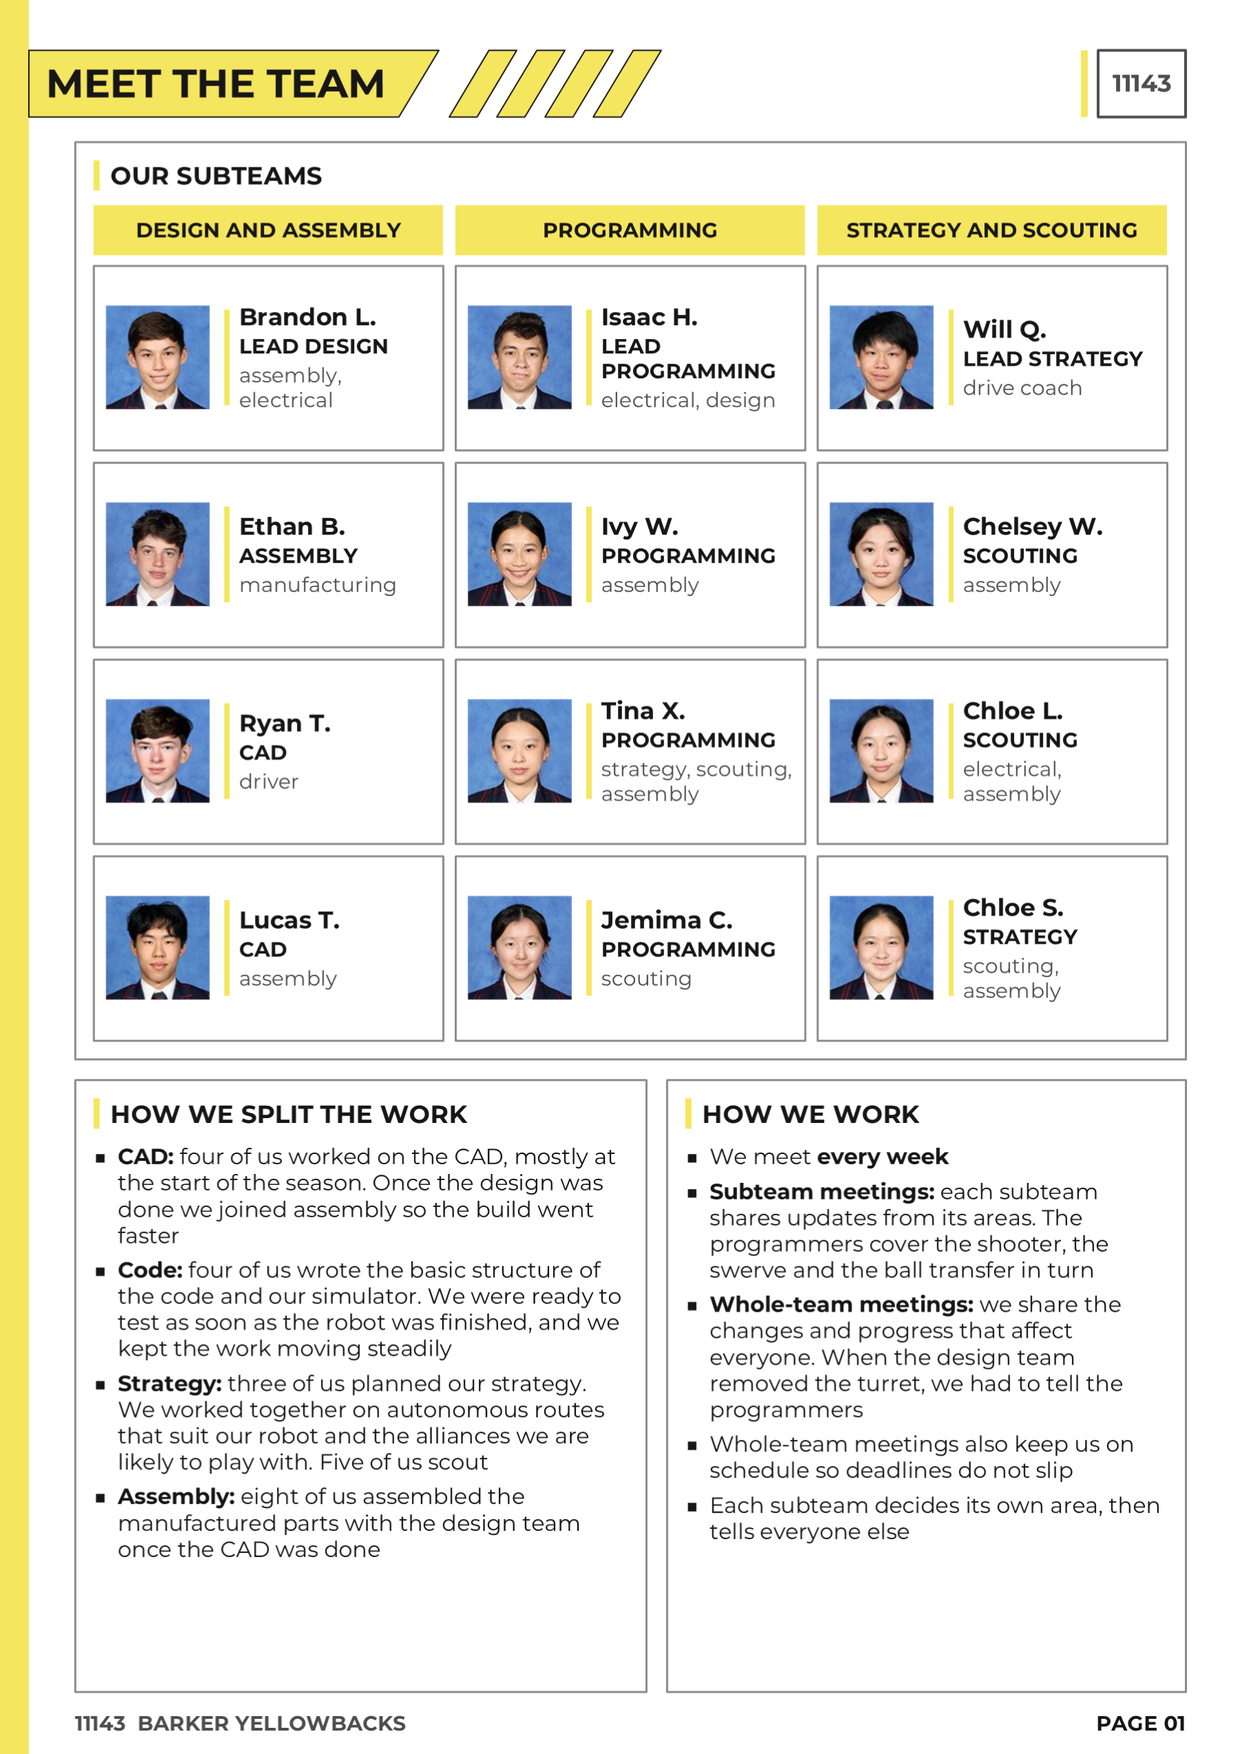 MEET THE TEAM
11143
OUR SUBTEAMS
DESIGN AND ASSEMBLY
Brandon L.
LEAD DESIGN
assembly,
electrical
Ethan B.
ASSEMBLY
manufacturing
Ryan T.
CAD
driver
Lucas T.
CAD
assembly
PROGRAMMING
Isaac H.
LEAD
PROGRAMMING
electrical, design
Ivy W.
PROGRAMMING
assembly
Tina X.
PROGRAMMING
strategy, scouting,
assembly
Jemima C.
PROGRAMMING
scouting
STRATEGY AND SCOUTING
Will Q.
LEAD STRATEGY
drive coach
Chelsey W.
SCOUTING
assembly
Chloe L.
SCOUTING
electrical,
assembly
Chloe S.
STRATEGY
scouting,
assembly
HOW WE SPLIT THE WORK
▪ CAD: four of us worked on the CAD, mostly at
the start of the season. Once the design was
done we joined assembly so the build went
faster
▪ Code: four of us wrote the basic structure of
the code and our simulator. We were ready to
test as soon as the robot was finished, and we
kept the work moving steadily
▪ Strategy: three of us planned our strategy.
We worked together on autonomous routes
that suit our robot and the alliances we are
likely to play with. Five of us scout
▪ Assembly: eight of us assembled the
manufactured parts with the design team
once the CAD was done
HOW WE WORK
▪ We meet every week
▪ Subteam meetings: each subteam
shares updates from its areas. The
programmers cover the shooter, the
swerve and the ball transfer in turn
▪ Whole-team meetings: we share the
changes and progress that affect
everyone. When the design team
removed the turret, we had to tell the
programmers
▪ Whole-team meetings also keep us on
schedule so deadlines do not slip
▪ Each subteam decides its own area, then
tells everyone else
11143 BARKER YELLOWBACKS
PAGE 01